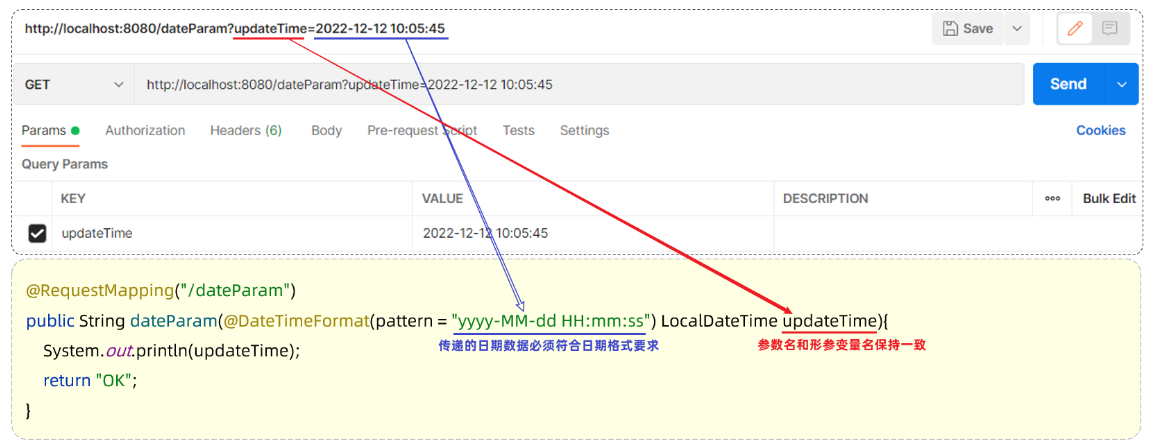 http://localhost:8080/dateParam?updateTime=2022-12-12 10:05:45
Save
GET
http://localhost:8080/dateParam?updateTime=2022-12-12 10:05:45
Send
Params Authorization Headers (6) Body Pre-request Script Tests Settings Cookies
Query Params
KEY VALUE DESCRIPTION ooo Bulk Edit
updateTime 2022-12-12 10:05:45
@RequestMapping("/dateParam")
public String dateParam(@DateTimeFormat(pattern = "yyyy-MM-dd HH:mm:ss") LocalDateTime updateTime){
传递的日期数据必须符合日期格式要求 参数名和形参变量名保持一致
System.out.println(updateTime);
return "OK";
}